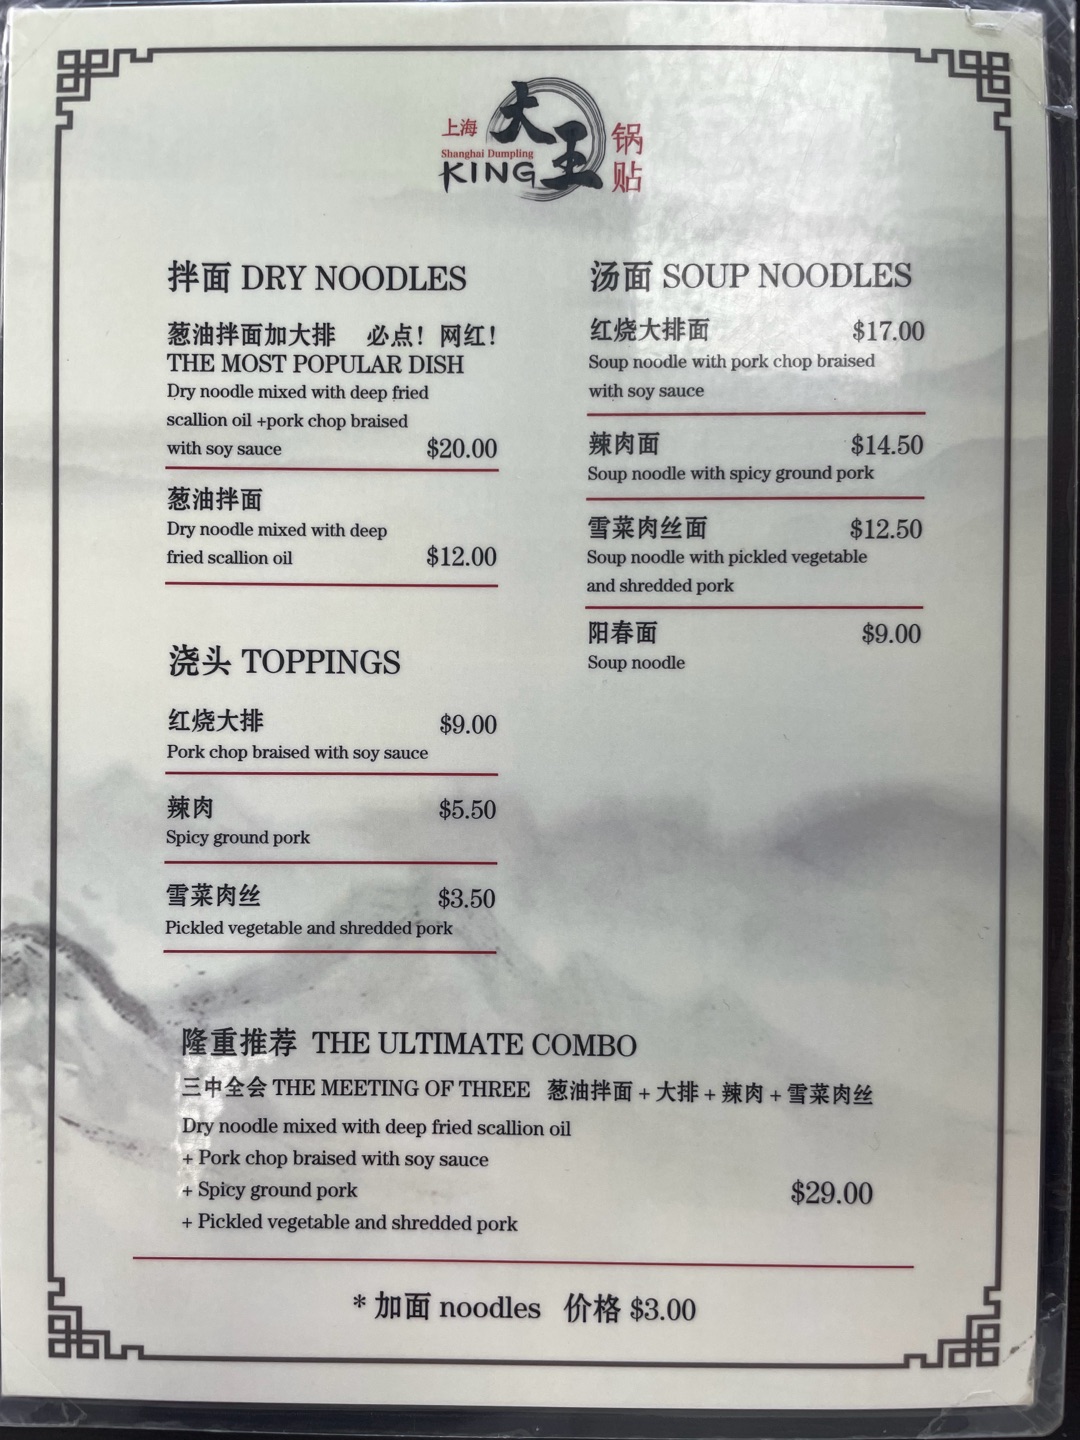 上海
大王
锅贴
Shanghai Dumpling
KING
拌面 DRY NOODLES
葱油拌面加大排 必点！网红！
THE MOST POPULAR DISH
Dry noodle mixed with deep fried
scallion oil +pork chop braised
with soy sauce $20.00
葱油拌面
Dry noodle mixed with deep
fried scallion oil $12.00
浇头 TOPPINGS
红烧大排 $9.00
Pork chop braised with soy sauce
辣肉 $5.50
Spicy ground pork
雪菜肉丝 $3.50
Pickled vegetable and shredded pork
汤面 SOUP NOODLES
红烧大排面 $17.00
Soup noodle with pork chop braised
with soy sauce
辣肉面 $14.50
Soup noodle with spicy ground pork
雪菜肉丝面 $12.50
Soup noodle with pickled vegetable
and shredded pork
阳春面 $9.00
Soup noodle
隆重推荐 THE ULTIMATE COMBO
三中全会 THE MEETING OF THREE 葱油拌面 + 大排 + 辣肉 + 雪菜肉丝
Dry noodle mixed with deep fried scallion oil
+ Pork chop braised with soy sauce
+ Spicy ground pork $29.00
+ Pickled vegetable and shredded pork
* 加面 noodles 价格 $3.00